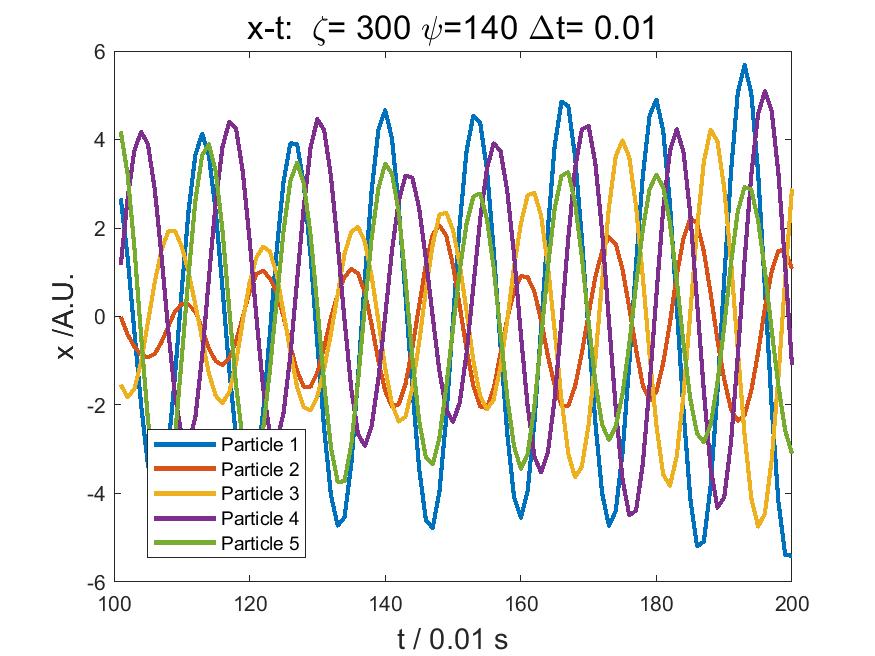 x-t: ζ= 300 ψ=140 Δt= 0.01
6
4
2
0
-2
-4
-6
x /A.U.
Particle 1
Particle 2
Particle 3
Particle 4
Particle 5
100 120 140 160 180 200
t / 0.01 s